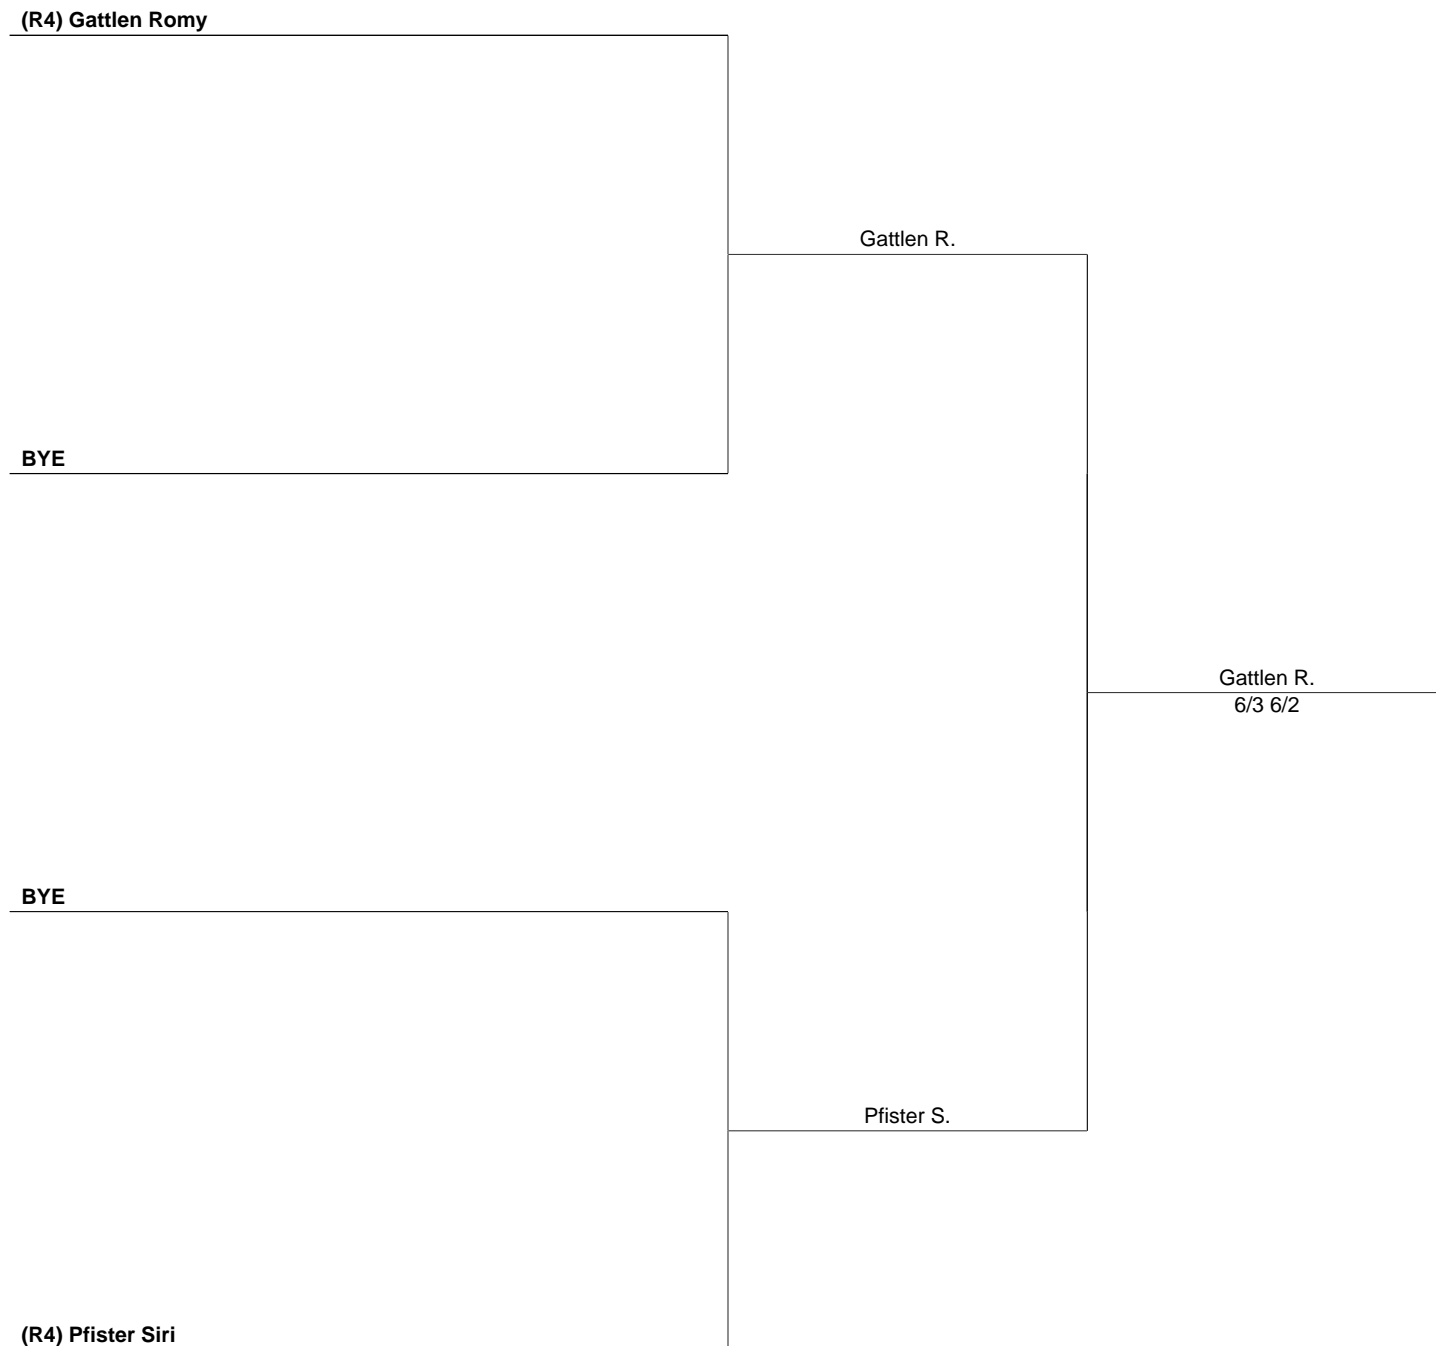 (R4) Gattlen Romy
Gattlen R.
BYE
Gattlen R.
6/3 6/2
BYE
Pfister S.
(R4) Pfister Siri